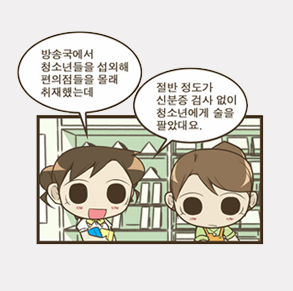 방송국에서
청소년들을 섭외해
편의점들을 몰래
취재했는데
절반 정도가
신분증 검사 없이
청소년에게 술을
팔았대요.